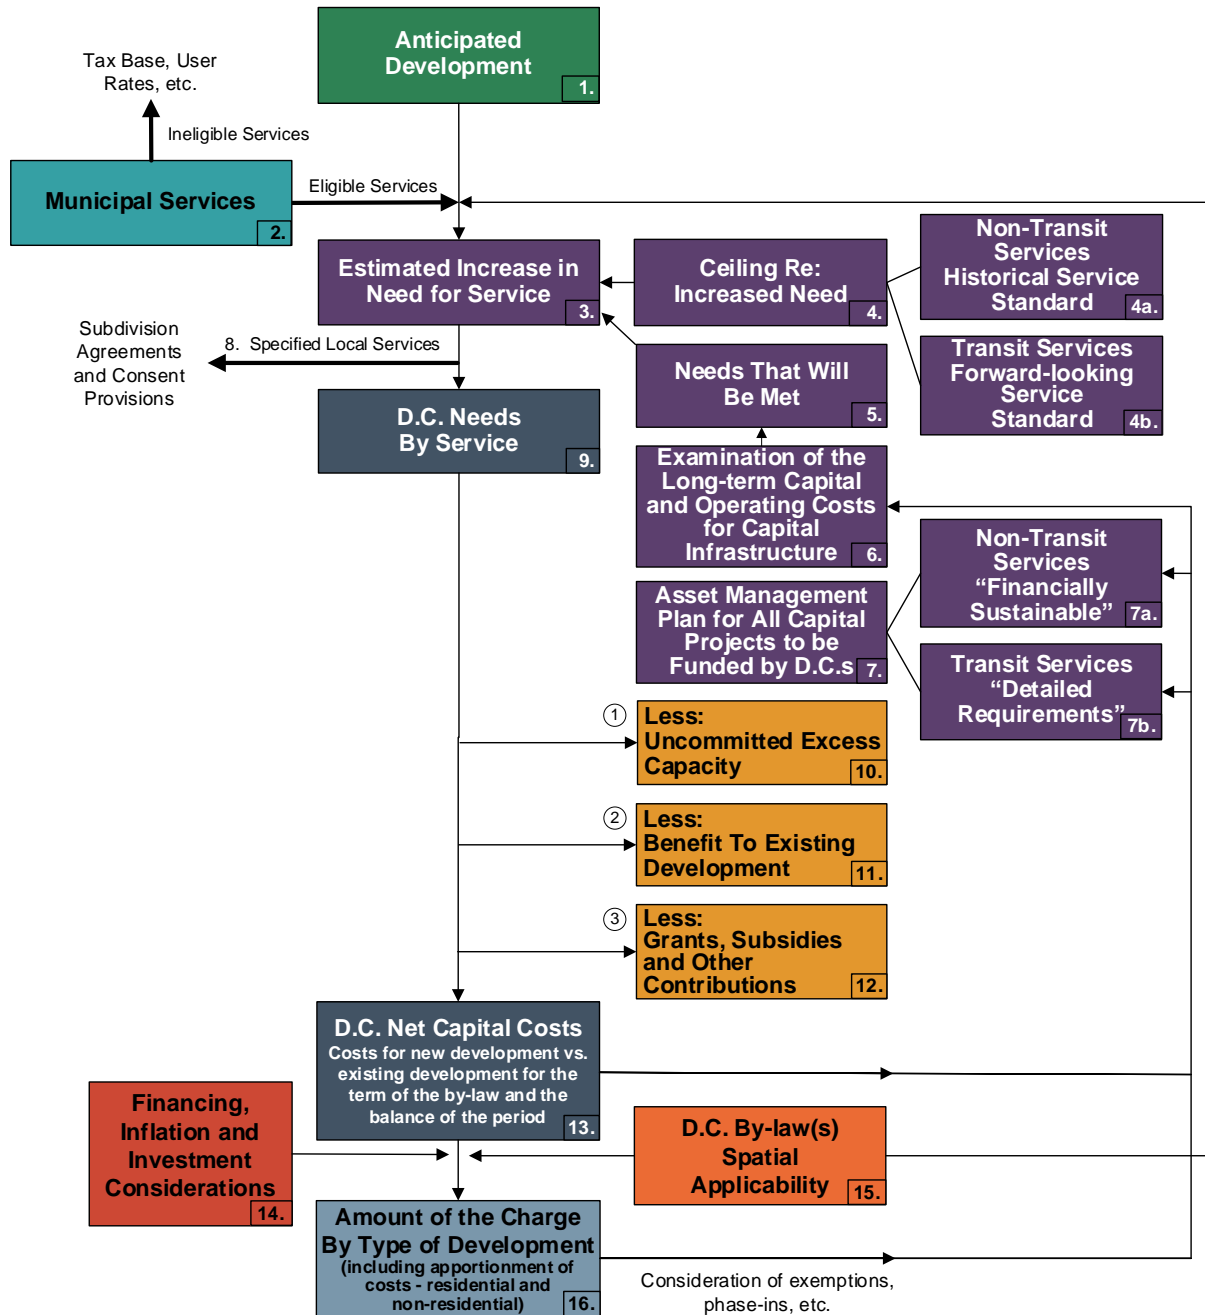 Anticipated
Development
1.
Tax Base, User
Rates, etc.
Ineligible Services
Municipal Services
2.
Eligible Services
Estimated Increase in
Need for Service
3.
Ceiling Re:
Increased Need
4.
Non-Transit
Services
Historical Service
Standard
4a.
Transit Services
Forward-looking
Service
Standard
4b.
Needs That Will
Be Met
5.
8. Specified Local Services
Subdivision
Agreements
and Consent
Provisions
D.C. Needs
By Service
9.
Examination of the
Long-term Capital
and Operating Costs
for Capital
Infrastructure
6.
Asset Management
Plan for All Capital
Projects to be
Funded by D.C.s
7.
Non-Transit
Services
“Financially
Sustainable”
7a.
Transit Services
“Detailed
Requirements”
7b.
1
Less:
Uncommitted Excess
Capacity
10.
2
Less:
Benefit To Existing
Development
11.
3
Less:
Grants, Subsidies
and Other
Contributions
12.
D.C. Net Capital Costs
Costs for new development vs.
existing development for the
term of the by-law and the
balance of the period
13.
Financing,
Inflation and
Investment
Considerations
14.
D.C. By-law(s)
Spatial
Applicability
15.
Amount of the Charge
By Type of Development
(including apportionment of
costs - residential and
non-residential)
16.
Consideration of exemptions,
phase-ins, etc.